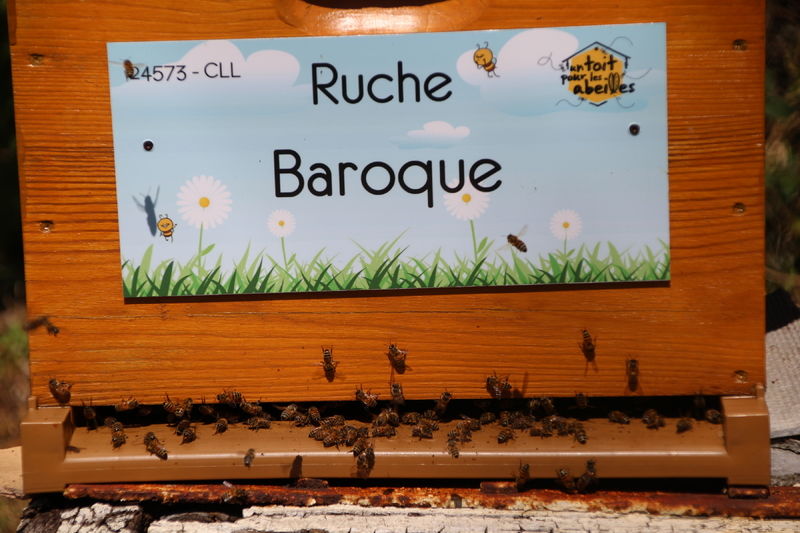 24573 - CLL
Ruche
Baroque
un toit
pour les
abeilles